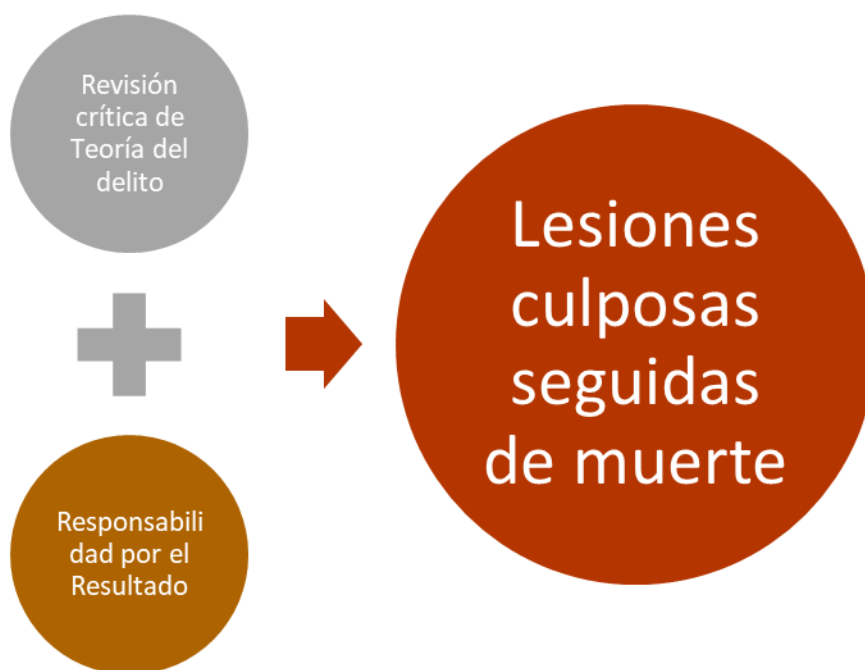 Revisión
crítica de
Teoría del
delito
Responsabili
dad por el
Resultado
Lesiones
culposas
seguidas
de muerte